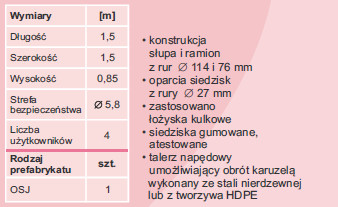 Wymiary [m]
Długość 1,5
Szerokość 1,5
Wysokość 0,85
Strefa
bezpieczeństwa Ø 5,8
Liczba
użytkowników 4
Rodzaj
prefabrykatu szt.
OSJ 1
• konstrukcja
słupa i ramion
z rur Ø 114 i 76 mm
• oparcia siedzisk
z rury Ø 27 mm
• zastosowano
łożyska kulkowe
• siedziska gumowane,
atestowane
• talerz napędowy
umożliwiający obrót karuzelą
wykonany ze stali nierdzewnej
lub z tworzywa HDPE